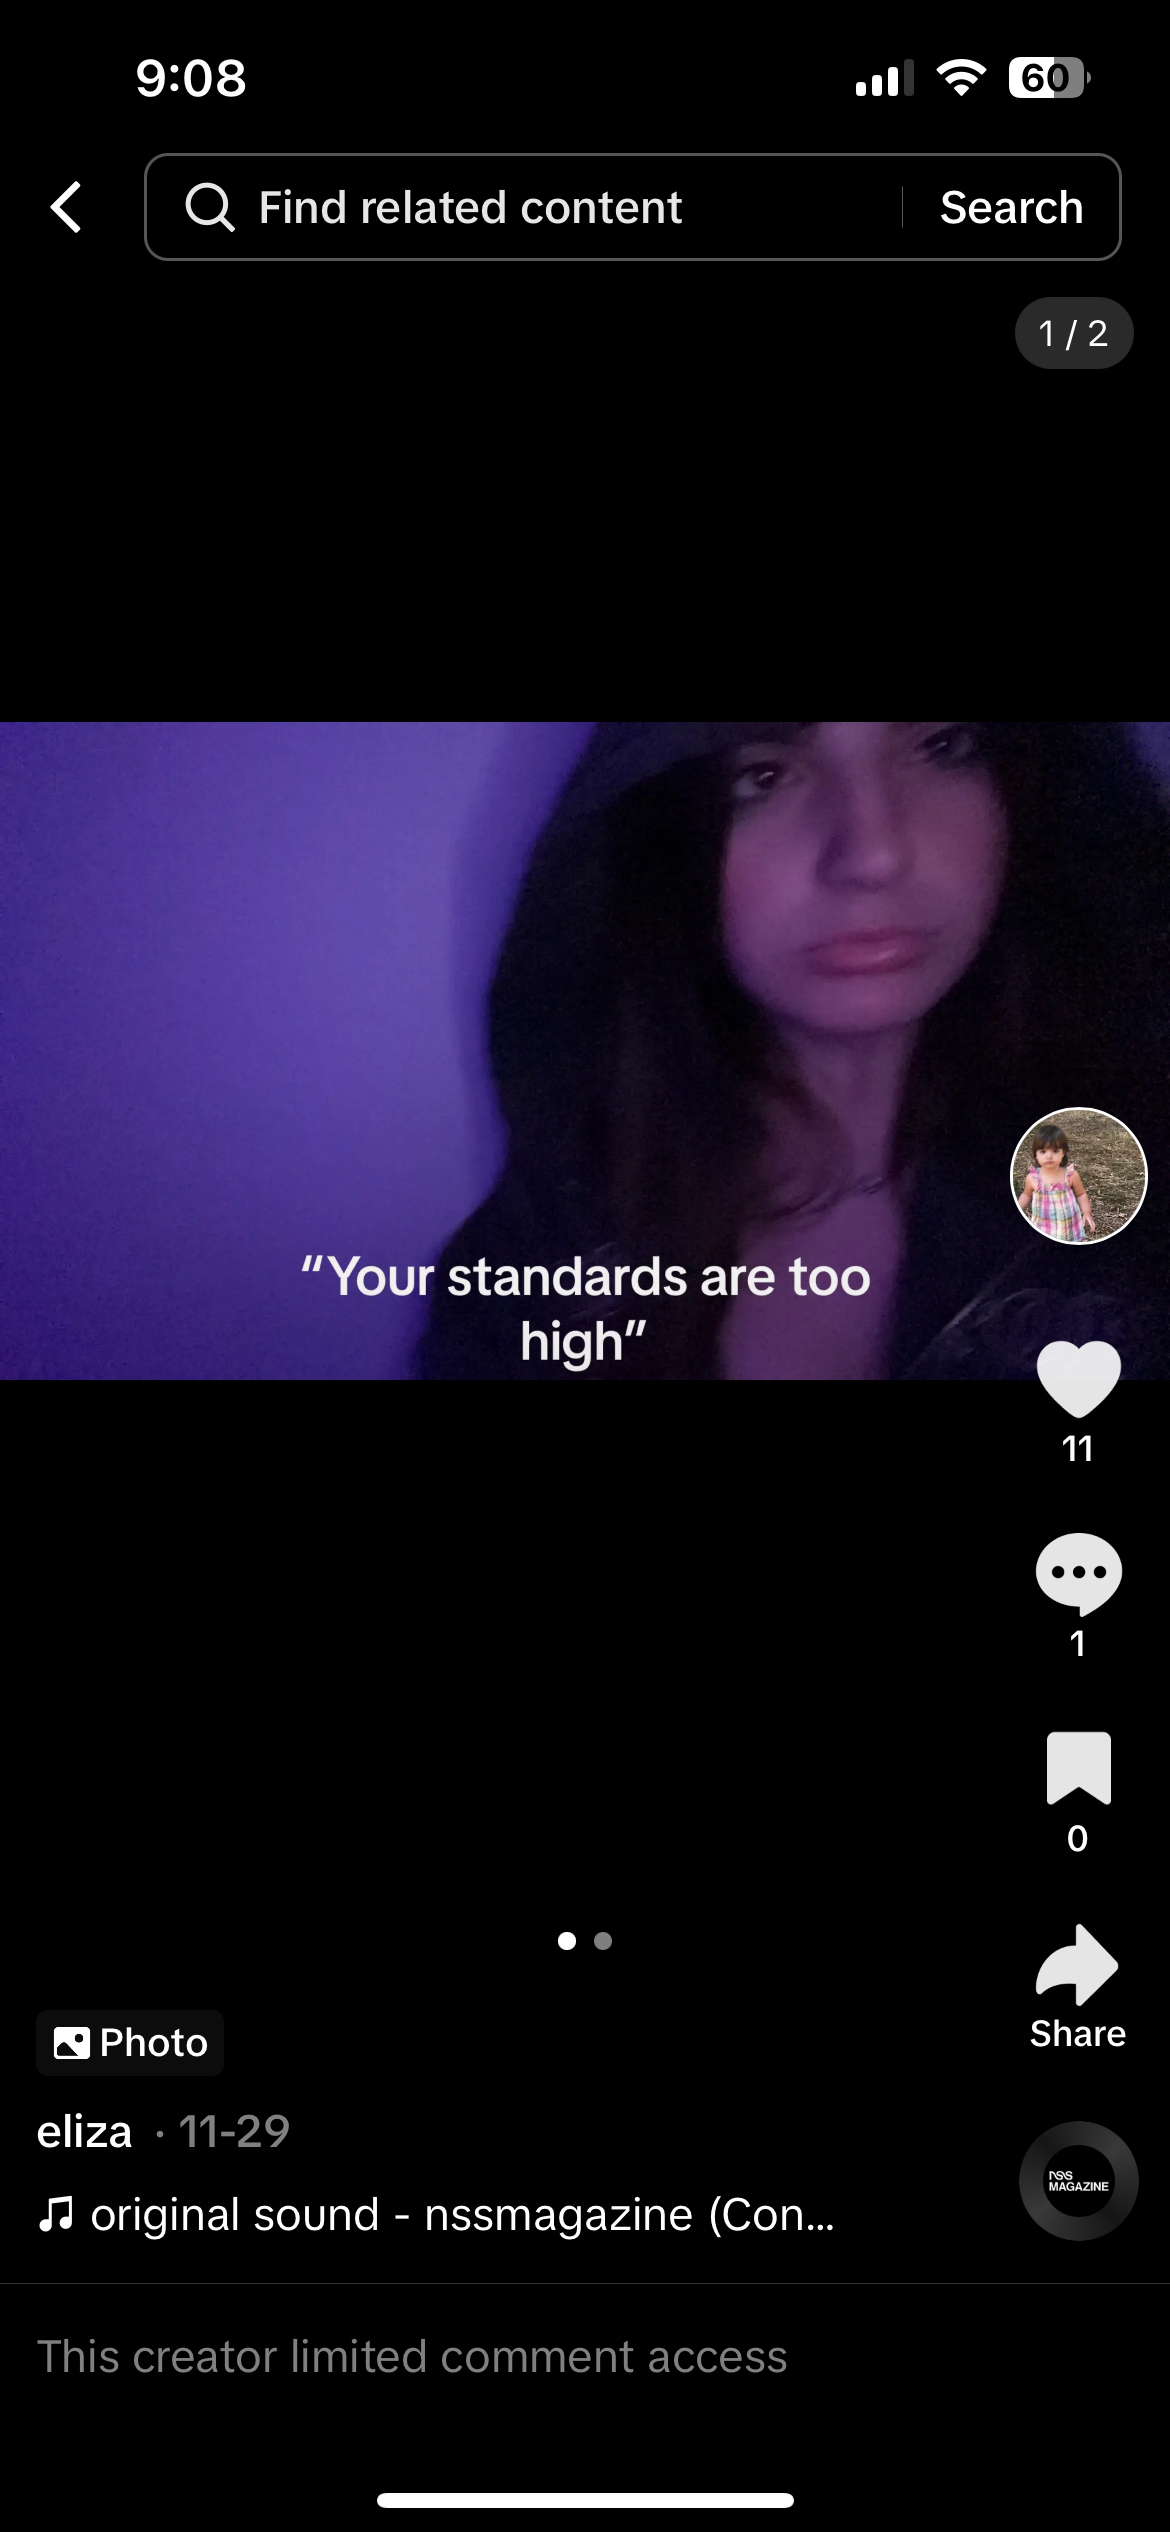 9:08
60
Find related content
Search
1 / 2
“Your standards are too
high”
11
1
0
Share
Photo
eliza · 11-29
original sound - nssmagazine (Con...
nss
MAGAZINE
This creator limited comment access